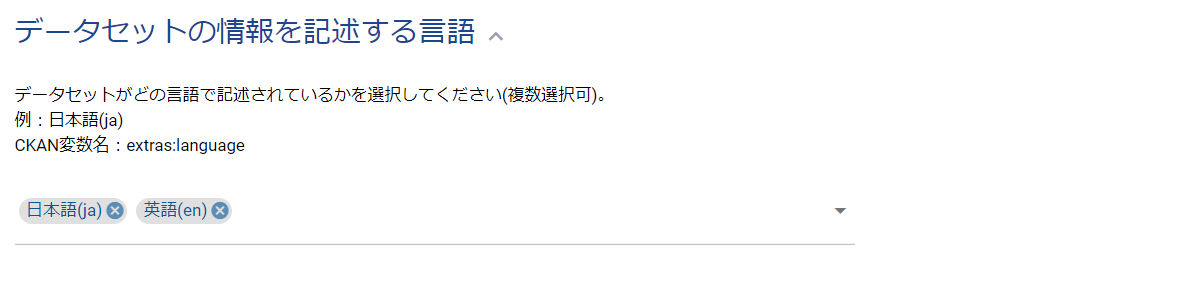 データセットの情報を記述する言語
データセットがどの言語で記述されているかを選択してください(複数選択可)。
例：日本語(ja)
CKAN変数名：extras:language
日本語(ja) 英語(en)